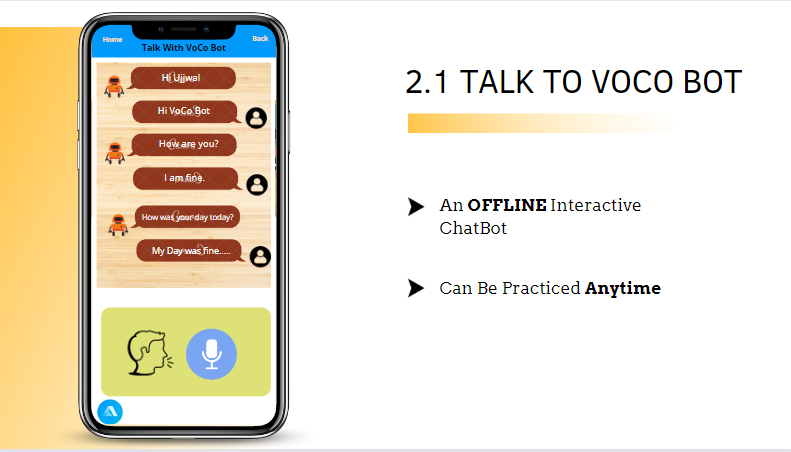 Home
Back
Talk With VoCo Bot
Hi Ujjwal
Hi VoCo Bot
How are you?
I am fine.
How was your day today?
My Day was fine.....
2.1 TALK TO VOCO BOT
An OFFLINE Interactive
ChatBot
Can Be Practiced Anytime